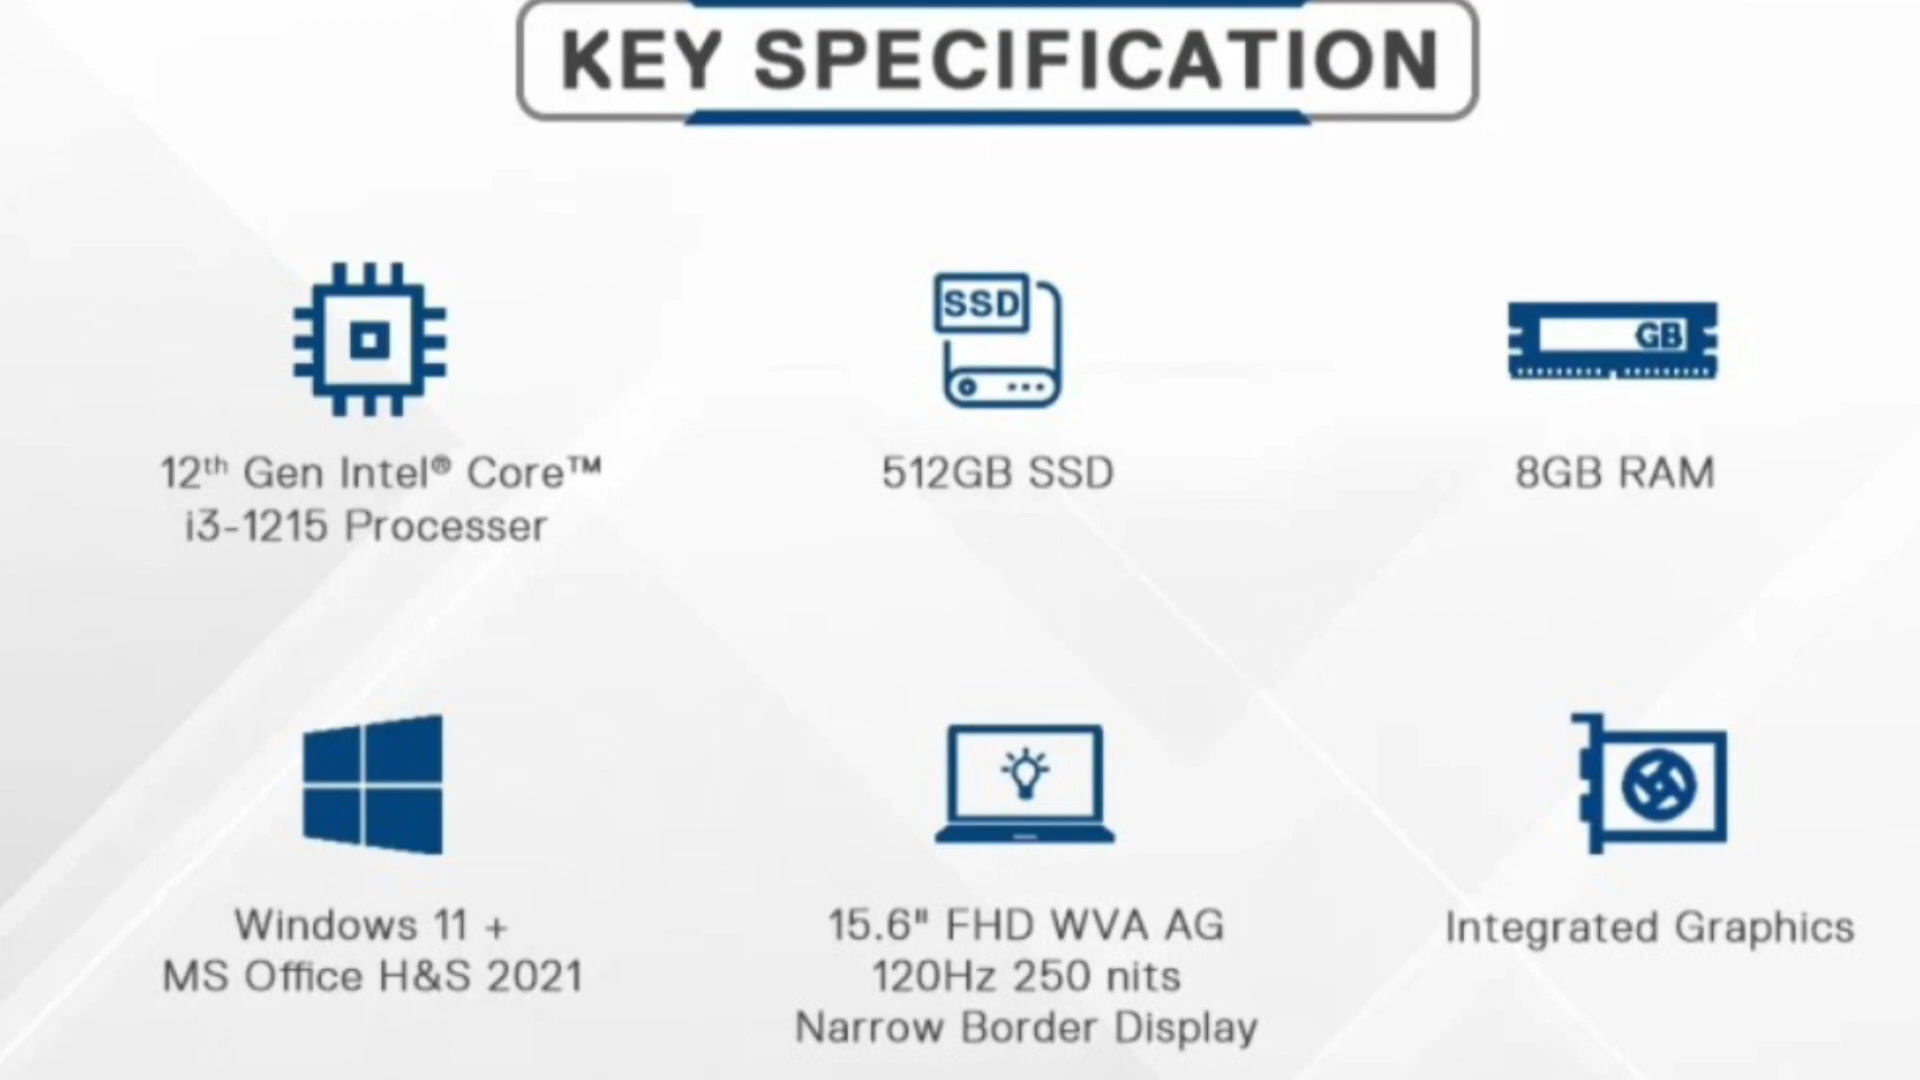 KEY SPECIFICATION
SSD
GB
12th Gen Intel® Core™
i3-1215 Processer
512GB SSD
8GB RAM
Windows 11 +
MS Office H&S 2021
15.6" FHD WVA AG
120Hz 250 nits
Narrow Border Display
Integrated Graphics